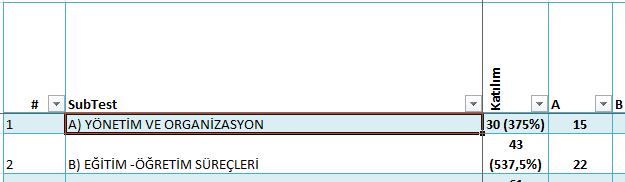 # SubTest Katılım A B
1 A) YÖNETİM VE ORGANİZASYON 30 (375%) 15
43
2 B) EĞİTİM -ÖĞRETİM SÜREÇLERİ (537,5%) 22